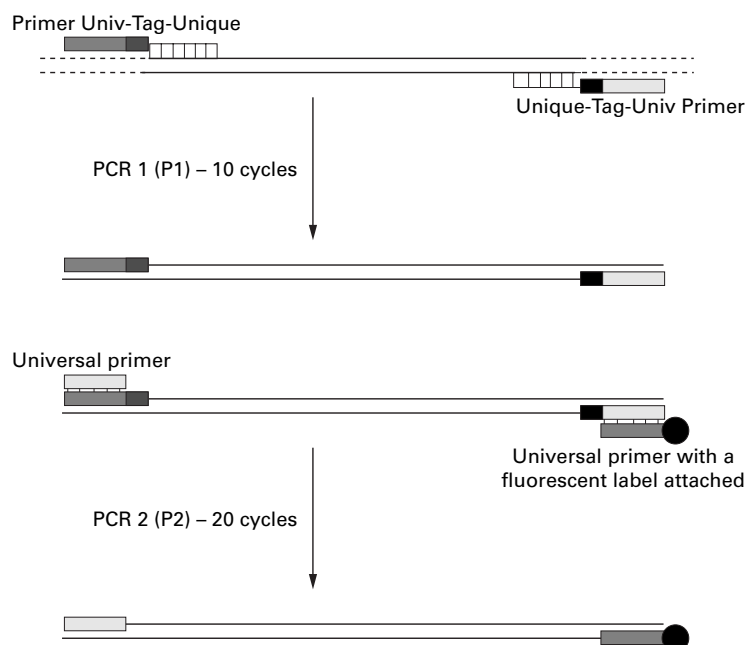 Primer Univ-Tag-Unique
Unique-Tag-Univ Primer
PCR 1 (P1) – 10 cycles
Universal primer
Universal primer with a
fluorescent label attached
PCR 2 (P2) – 20 cycles